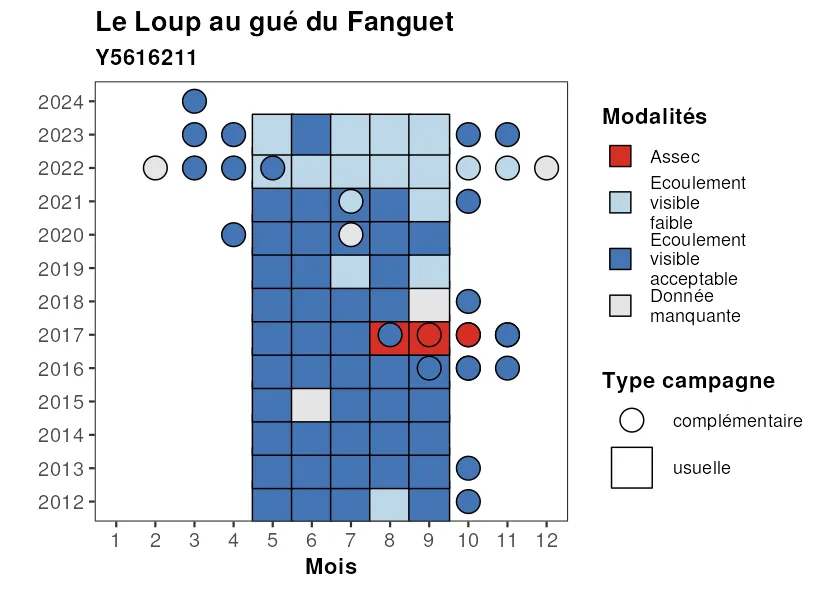 Le Loup au gué du Fanguet
Y5616211
2024
2023
2022
2021
2020
2019
2018
2017
2016
2015
2014
2013
2012
1 2 3 4 5 6 7 8 9 10 11 12
Mois
Modalités
Assec
Ecoulement
visible
faible
Ecoulement
visible
acceptable
Donnée
manquante
Type campagne
complémentaire
usuelle